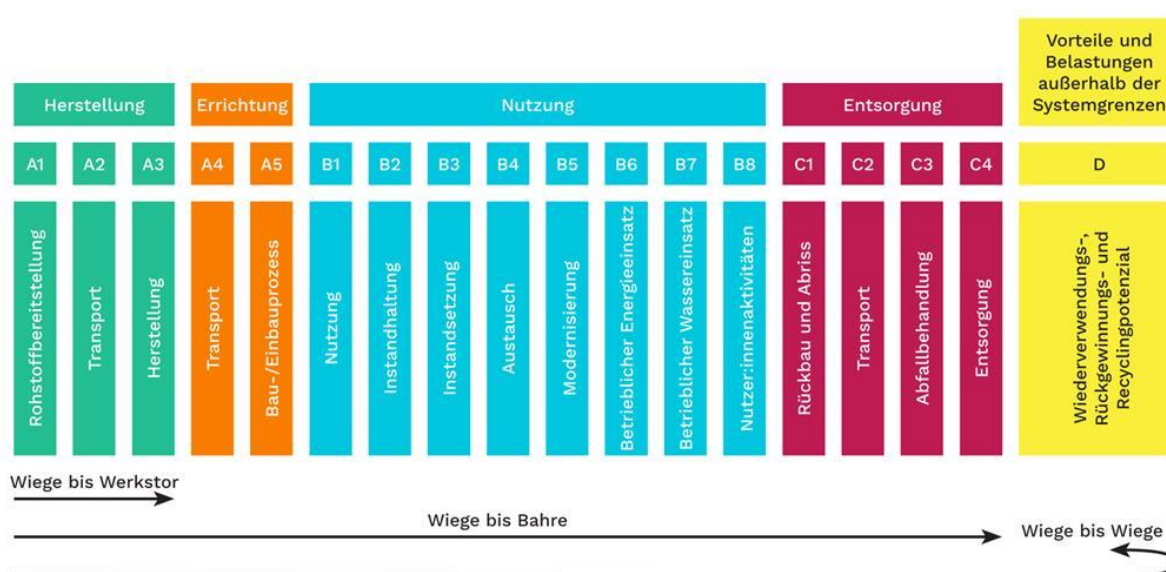 Vorteile und
Belastungen
außerhalb der
Systemgrenzen
Herstellung
Errichtung
Nutzung
Entsorgung
A1
A2
A3
A4
A5
B1
B2
B3
B4
B5
B6
B7
B8
C1
C2
C3
C4
D
Rohstoffbereitstellung
Transport
Herstellung
Transport
Bau-/Einbauprozess
Nutzung
Instandhaltung
Instandsetzung
Austausch
Modernisierung
Betrieblicher Energieeinsatz
Betrieblicher Wassereinsatz
Nutzer:innenaktivitäten
Rückbau und Abriss
Transport
Abfallbehandlung
Entsorgung
Wiederverwendungs-,
Rückgewinnungs- und
Recyclingpotenzial
Wiege bis Werkstor
Wiege bis Bahre
Wiege bis Wiege